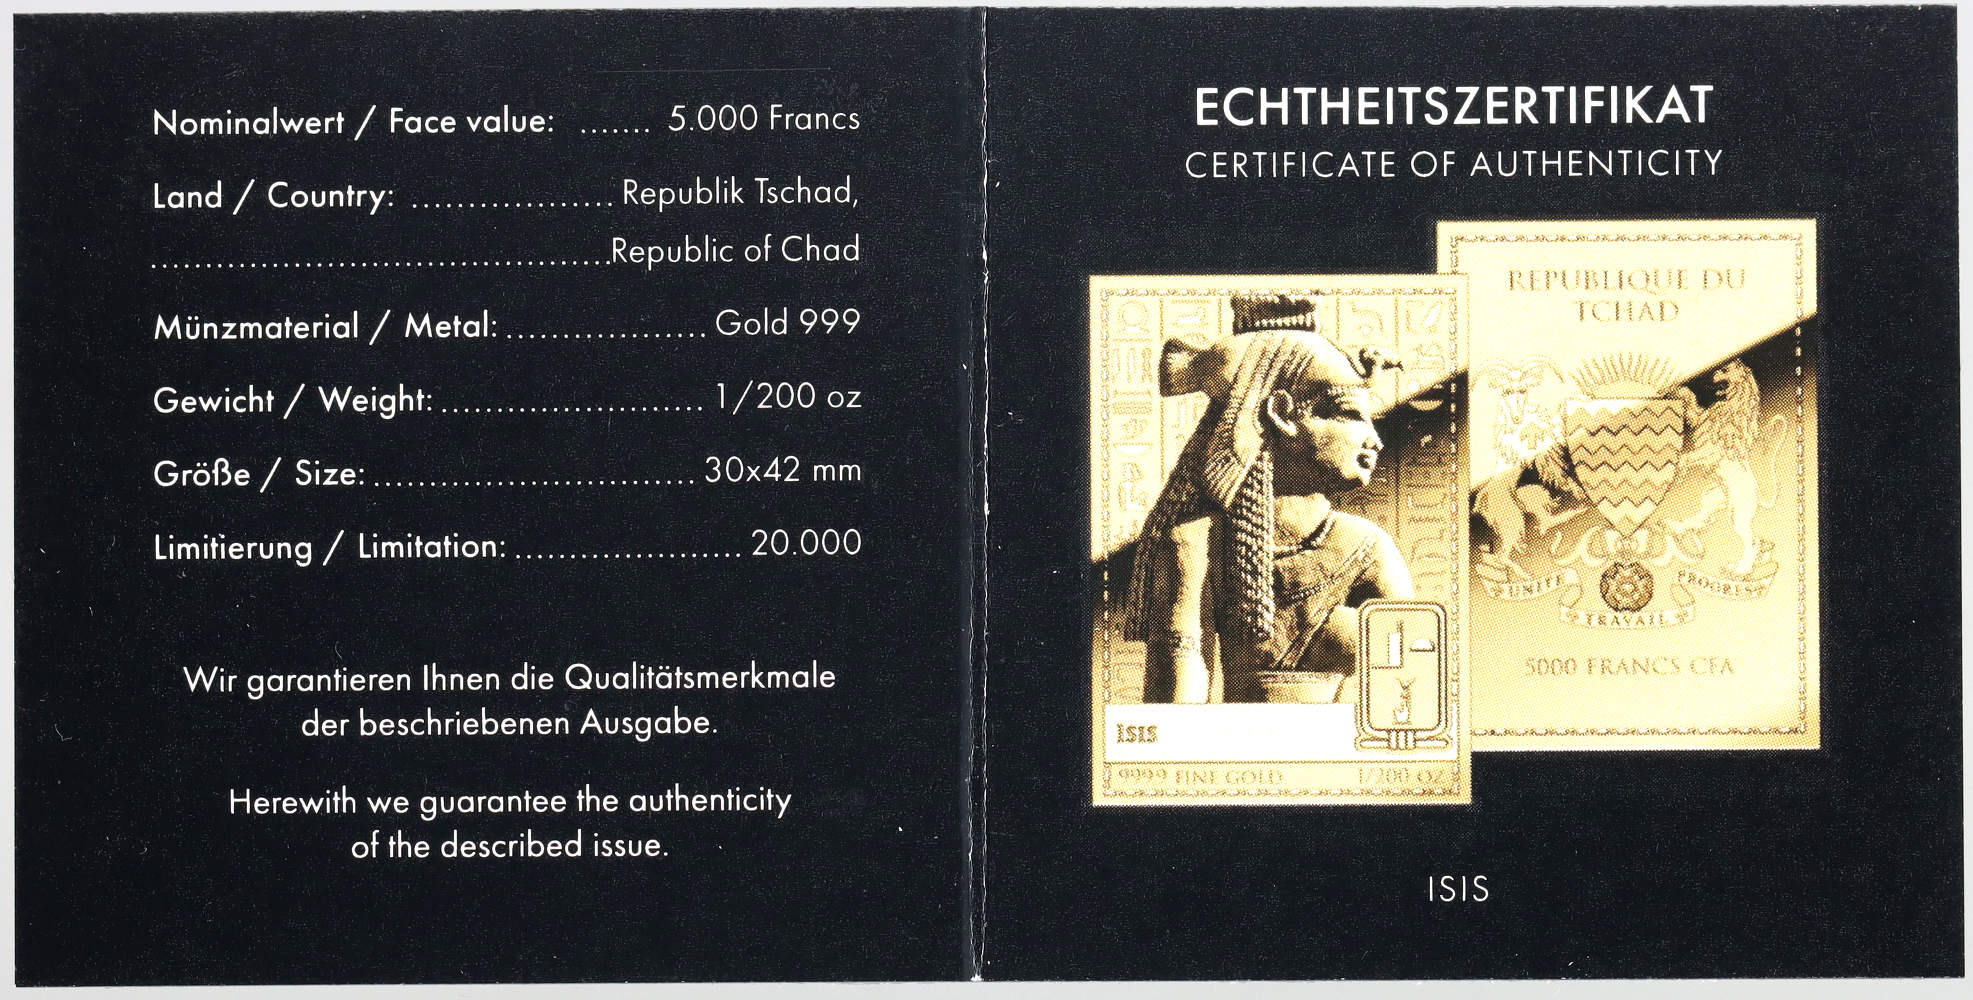 Nominalwert / Face value: ....... 5.000 Francs
Land / Country: .................. Republik Tschad,
..........................................Republic of Chad
Münzmaterial / Metal: .................. Gold 999
Gewicht / Weight: ........................ 1/200 oz
Größe / Size: ............................. 30x42 mm
Limitierung / Limitation: ..................... 20.000
Wir garantieren Ihnen die Qualitätsmerkmale
der beschriebenen Ausgabe.
Herewith we guarantee the authenticity
of the described issue.
ECHTHEITSZERTIFIKAT
CERTIFICATE OF AUTHENTICITY
REPUBLIQUE DU
TCHAD
UNITE
PROGRES
TRAVAIL
5000 FRANCS CFA
ISIS
9999 FINE GOLD 1/200 OZ
ISIS